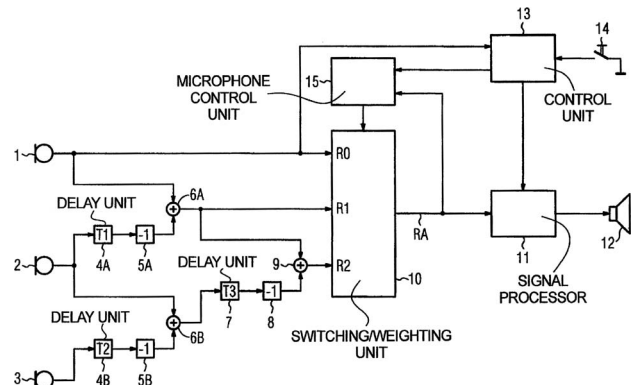 13
14
15
MICROPHONE
CONTROL
UNIT
CONTROL
UNIT
1
R0
6A
DELAY UNIT
R1
T1
-1
RA
4A
5A
DELAY UNIT
9
R2
10
11
12
2
T3
-1
SIGNAL
PROCESSOR
DELAY UNIT
6B
7
8
SWITCHING/WEIGHTING
UNIT
T2
-1
3
4B
5B